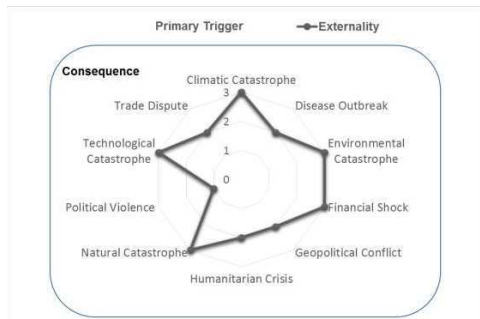 Primary Trigger
Externality
Consequence
Climatic Catastrophe
Trade Dispute
3
Disease Outbreak
2
Technological
Catastrophe
Environmental
Catastrophe
1
0
Political Violence
Financial Shock
Natural Catastrophe
Geopolitical Conflict
Humanitarian Crisis